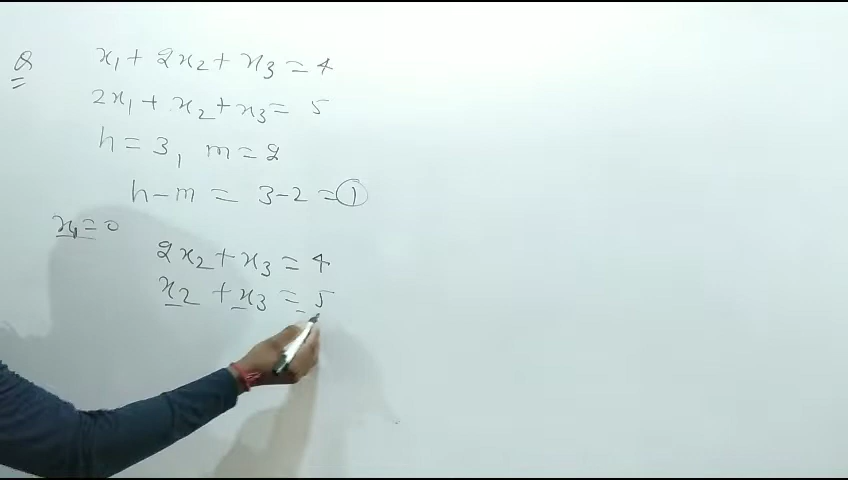 Q x₁ + 2x₂ + x₃ = 4
2x₁ + x₂ + x₃ = 5
n = 3, m = 2
n - m = 3 - 2 = 1
x₁ = 0
2x₂ + x₃ = 4
x₂ + x₃ = 5